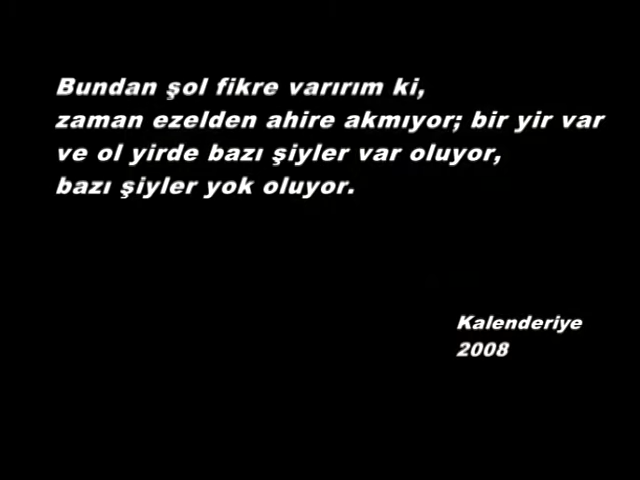 Bundan şol fikre varırım ki,
zaman ezelden ahire akmıyor; bir yir var
ve ol yirde bazı şiyler var oluyor,
bazı şiyler yok oluyor.
Kalenderiye
2008